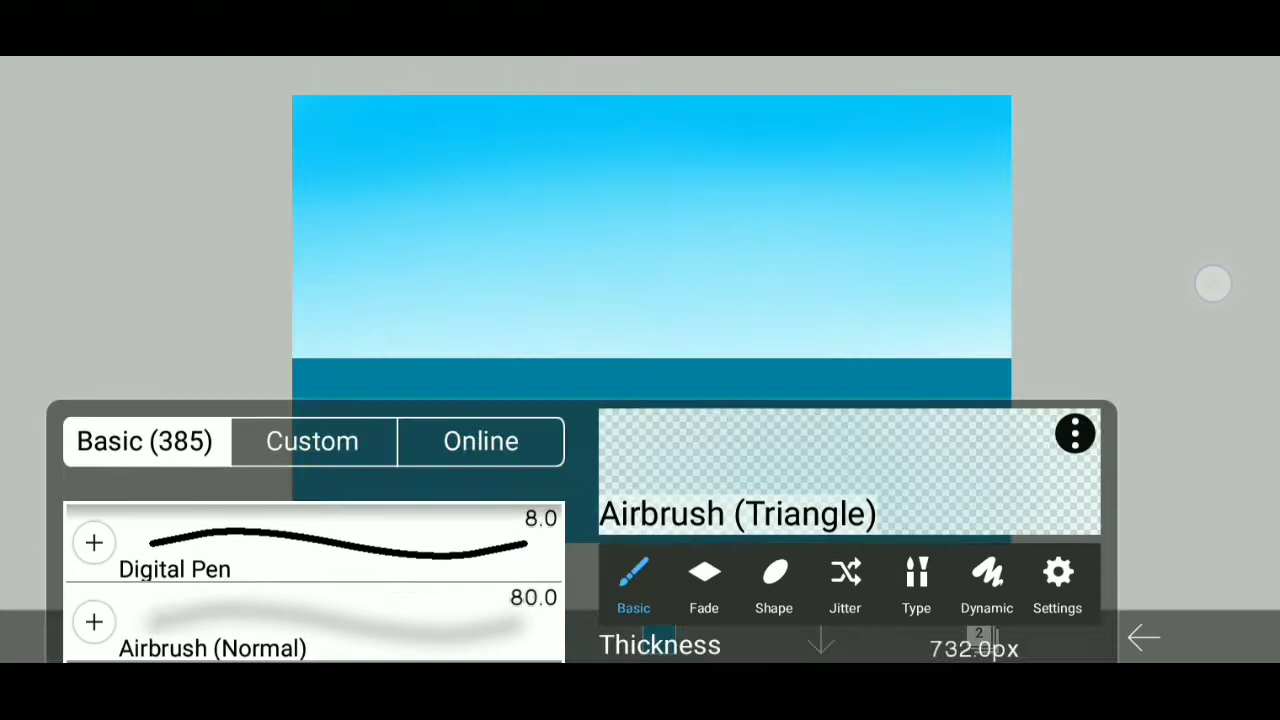 Basic (385) Custom Online
8.0
Digital Pen
80.0
Airbrush (Normal)
Airbrush (Triangle)
Basic Fade Shape Jitter Type Dynamic Settings
2
Thickness 732.0px